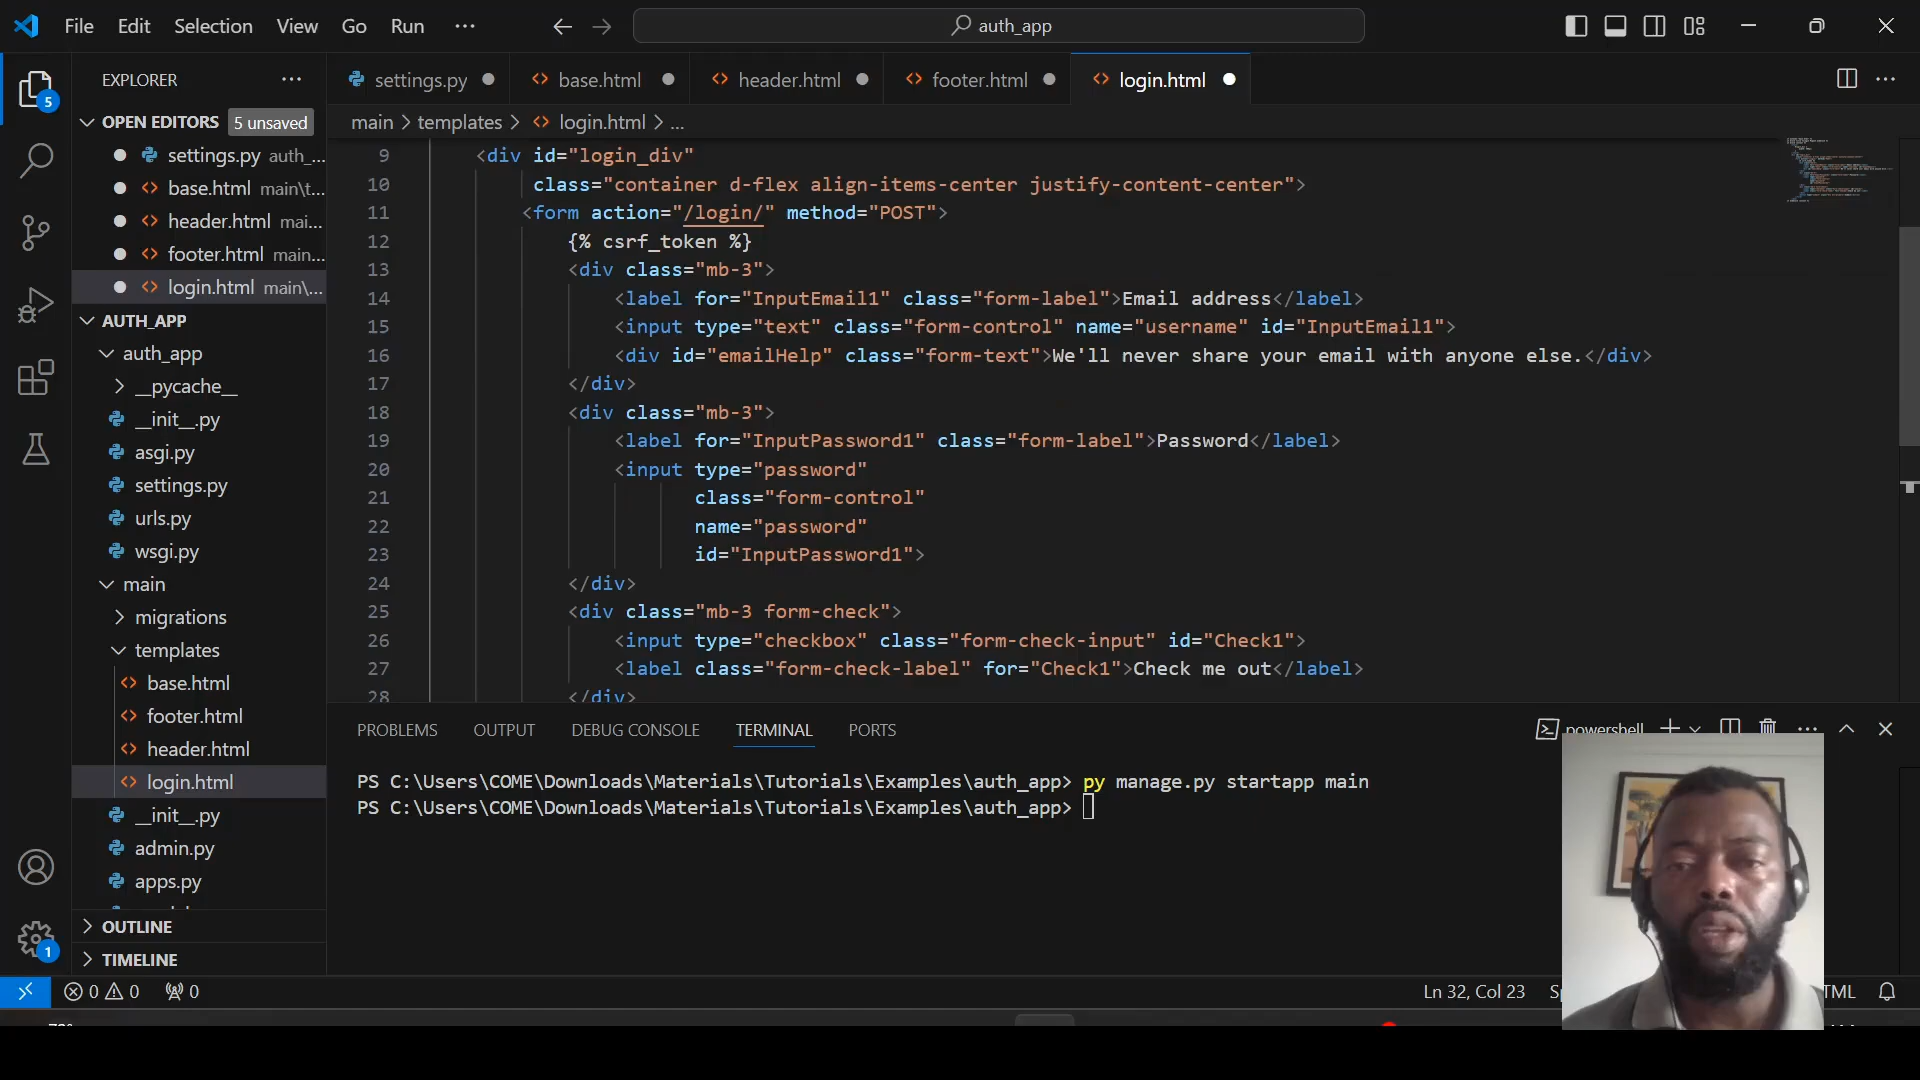 File Edit Selection View Go Run ··· auth_app
EXPLORER
settings.py base.html header.html footer.html login.html
OPEN EDITORS 5 unsaved
main > templates > login.html > ...
settings.py auth_...
base.html main\t...
header.html mai...
footer.html main...
login.html main\...
AUTH_APP
auth_app
__pycache__
__init__.py
asgi.py
settings.py
urls.py
wsgi.py
main
migrations
templates
base.html
footer.html
header.html
login.html
__init__.py
admin.py
apps.py
OUTLINE
TIMELINE
5
1
9 <div id="login_div"
10 class="container d-flex align-items-center justify-content-center">
11 <form action="/login/" method="POST">
12 {% csrf_token %}
13 <div class="mb-3">
14 <label for="InputEmail1" class="form-label">Email address</label>
15 <input type="text" class="form-control" name="username" id="InputEmail1">
16 <div id="emailHelp" class="form-text">We'll never share your email with anyone else.</div>
17 </div>
18 <div class="mb-3">
19 <label for="InputPassword1" class="form-label">Password</label>
20 <input type="password"
21 class="form-control"
22 name="password"
23 id="InputPassword1">
24 </div>
25 <div class="mb-3 form-check">
26 <input type="checkbox" class="form-check-input" id="Check1">
27 <label class="form-check-label" for="Check1">Check me out</label>
28 </div>
PROBLEMS OUTPUT DEBUG CONSOLE TERMINAL PORTS powershell
PS C:\Users\COME\Downloads\Materials\Tutorials\Examples\auth_app> py manage.py startapp main
PS C:\Users\COME\Downloads\Materials\Tutorials\Examples\auth_app>
0 0 0 Ln 32, Col 23